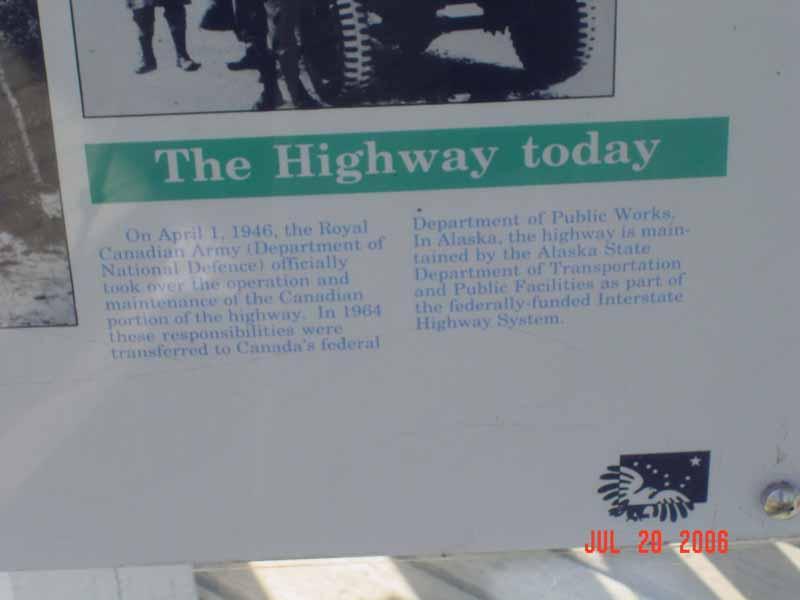 The Highway today
On April 1, 1946, the Royal
Canadian Army (Department of
National Defence) officially
took over the operation and
maintenance of the Canadian
portion of the highway. In 1964
these responsibilities were
transferred to Canada's federal
Department of Public Works.
In Alaska, the highway is main-
tained by the Alaska State
Department of Transportation
and Public Facilities as part of
the federally-funded Interstate
Highway System.
JUL 20 2006